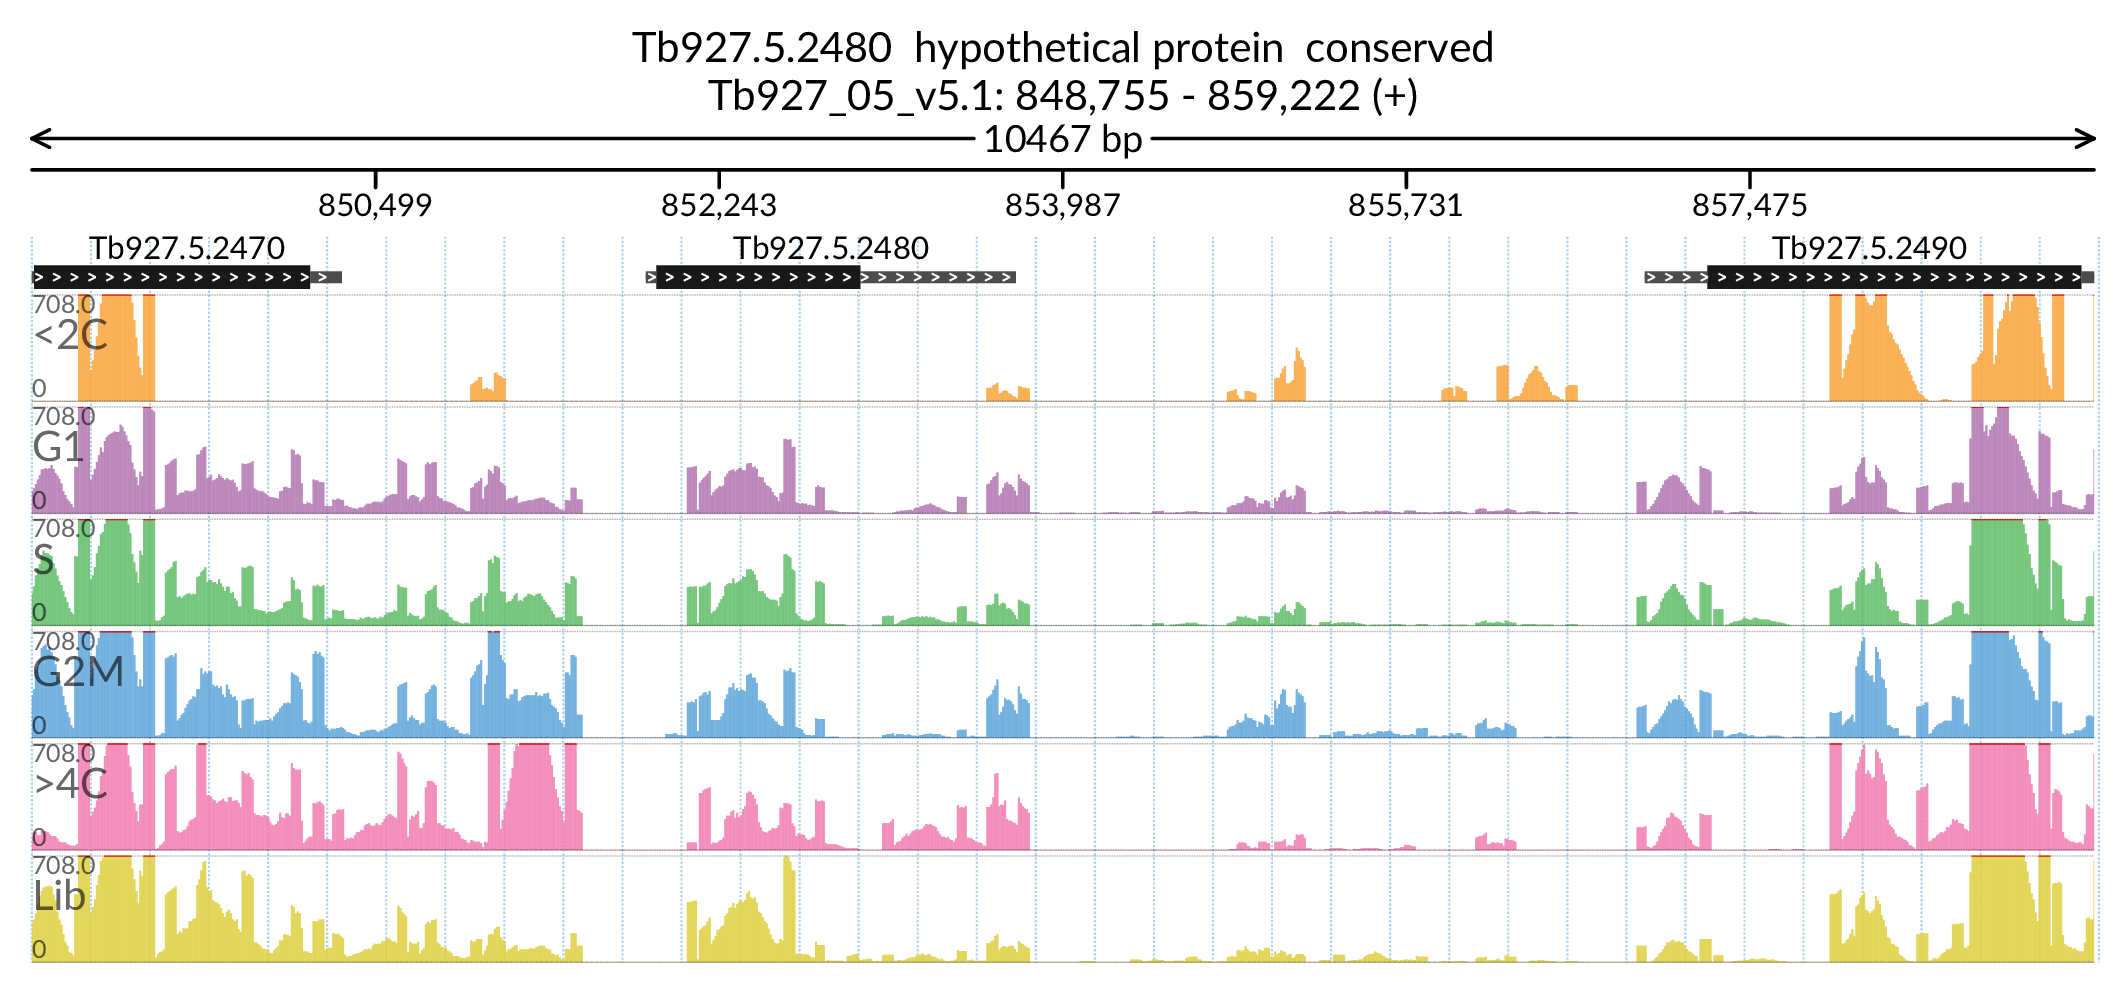 Tb927.5.2480 hypothetical protein conserved
Tb927_05_v5.1: 848,755 - 859,222 (+)
10467 bp
850,499 852,243 853,987 855,731 857,475
Tb927.5.2470 Tb927.5.2480 Tb927.5.2490
708.0
<2C
0
708.0
G1
0
708.0
S
0
708.0
G2M
0
708.0
>4C
0
708.0
Lib
0